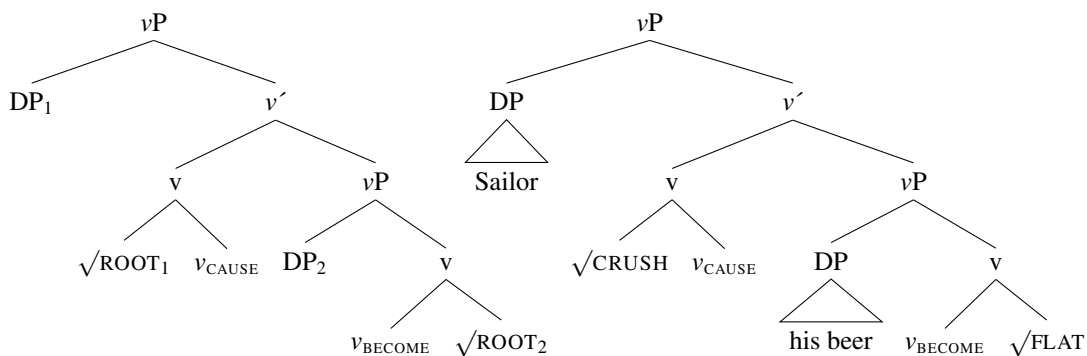 vP vP
DP₁ v′ DP v′
Sailor
v vP v vP
√ROOT₁ vCAUSE DP₂ v √CRUSH vCAUSE DP v
his beer
vBECOME √ROOT₂ vBECOME √FLAT